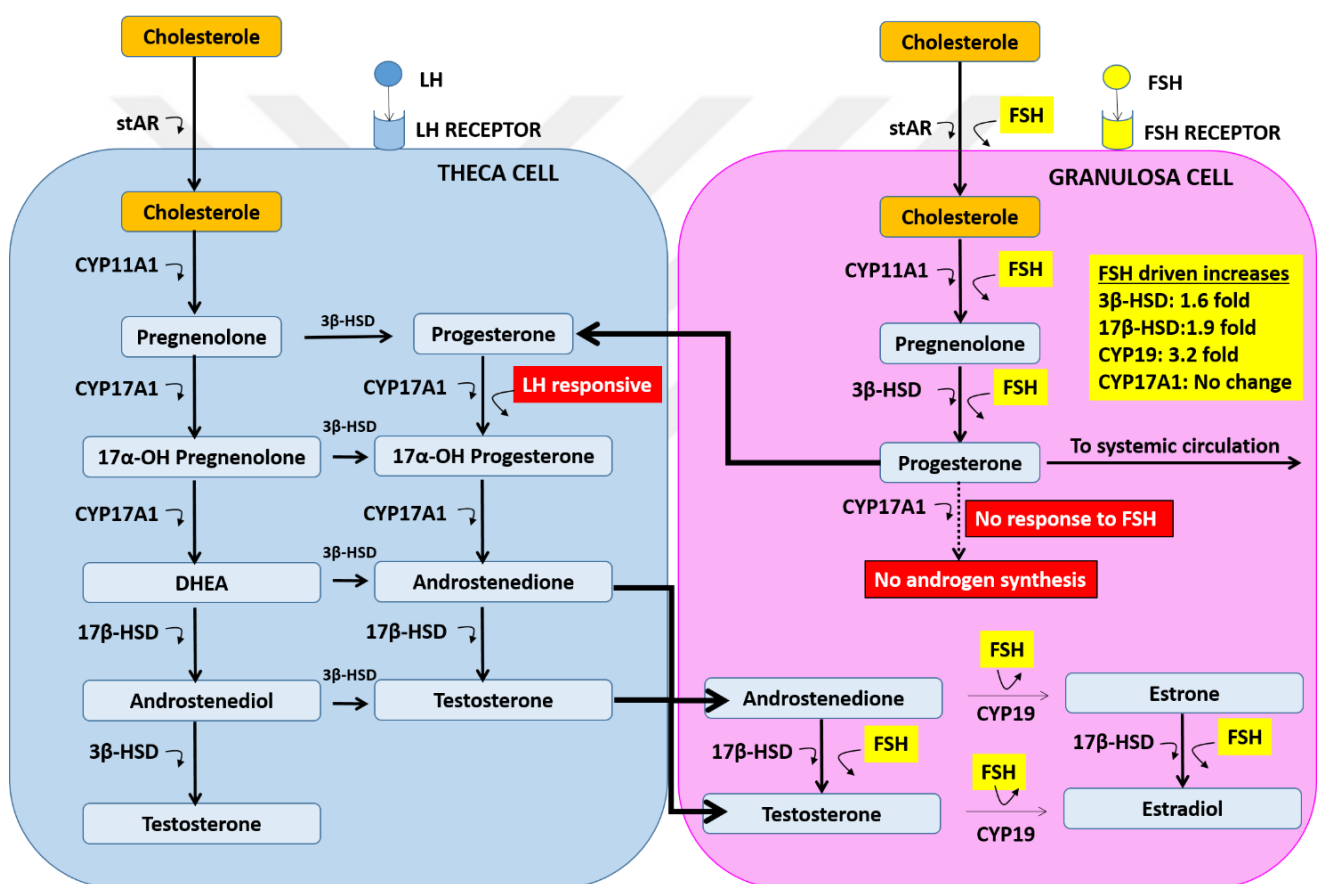 Cholesterole
LH
stAR
LH RECEPTOR
THECA CELL
Cholesterole
CYP11A1
Pregnenolone
3β-HSD
Progesterone
CYP17A1
CYP17A1
LH responsive
17α-OH Pregnenolone
3β-HSD
17α-OH Progesterone
CYP17A1
CYP17A1
DHEA
3β-HSD
Androstenedione
17β-HSD
17β-HSD
Androstenediol
3β-HSD
Testosterone
3β-HSD
Testosterone
Cholesterole
FSH
stAR
FSH
FSH RECEPTOR
GRANULOSA CELL
Cholesterole
CYP11A1
FSH
FSH driven increases
3β-HSD: 1.6 fold
17β-HSD:1.9 fold
CYP19: 3.2 fold
CYP17A1: No change
Pregnenolone
3β-HSD
FSH
Progesterone
To systemic circulation
CYP17A1
No response to FSH
No androgen synthesis
FSH
Androstenedione
CYP19
Estrone
17β-HSD
FSH
17β-HSD
FSH
FSH
Testosterone
CYP19
Estradiol